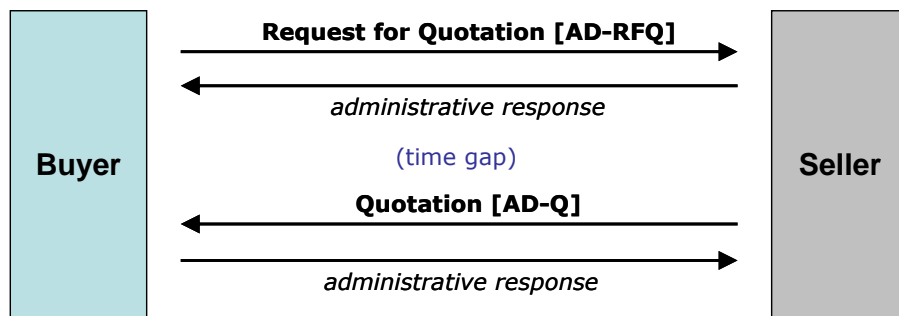 Request for Quotation [AD-RFQ]
administrative response
(time gap)
Buyer
Seller
Quotation [AD-Q]
administrative response